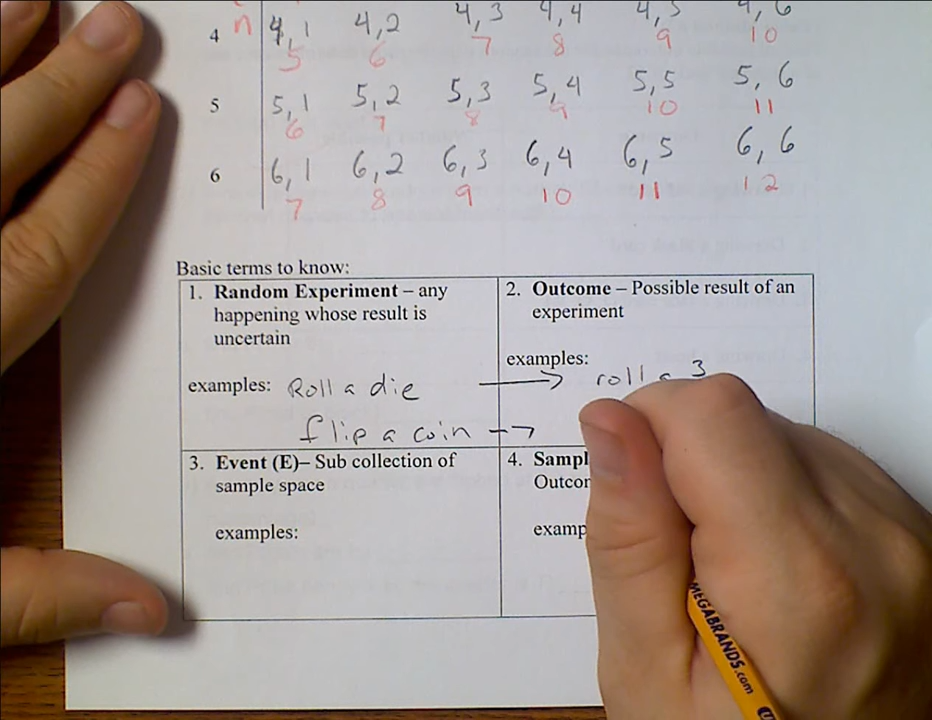 4 n 4,1 4,2 4,3 4,4 4,5 4,6
5 6 7 8 9 10
5 5,1 5,2 5,3 5,4 5,5 5,6
6 7 8 9 10 11
6 6,1 6,2 6,3 6,4 6,5 6,6
7 8 9 10 11 12
Basic terms to know:
1. Random Experiment – any
happening whose result is
uncertain
examples: Roll a die →
flip a coin →
2. Outcome – Possible result of an
experiment
examples:
roll a 3
3. Event (E)– Sub collection of
sample space
examples:
4. Sampl
Outcor
examp
MEGABRANDS.com